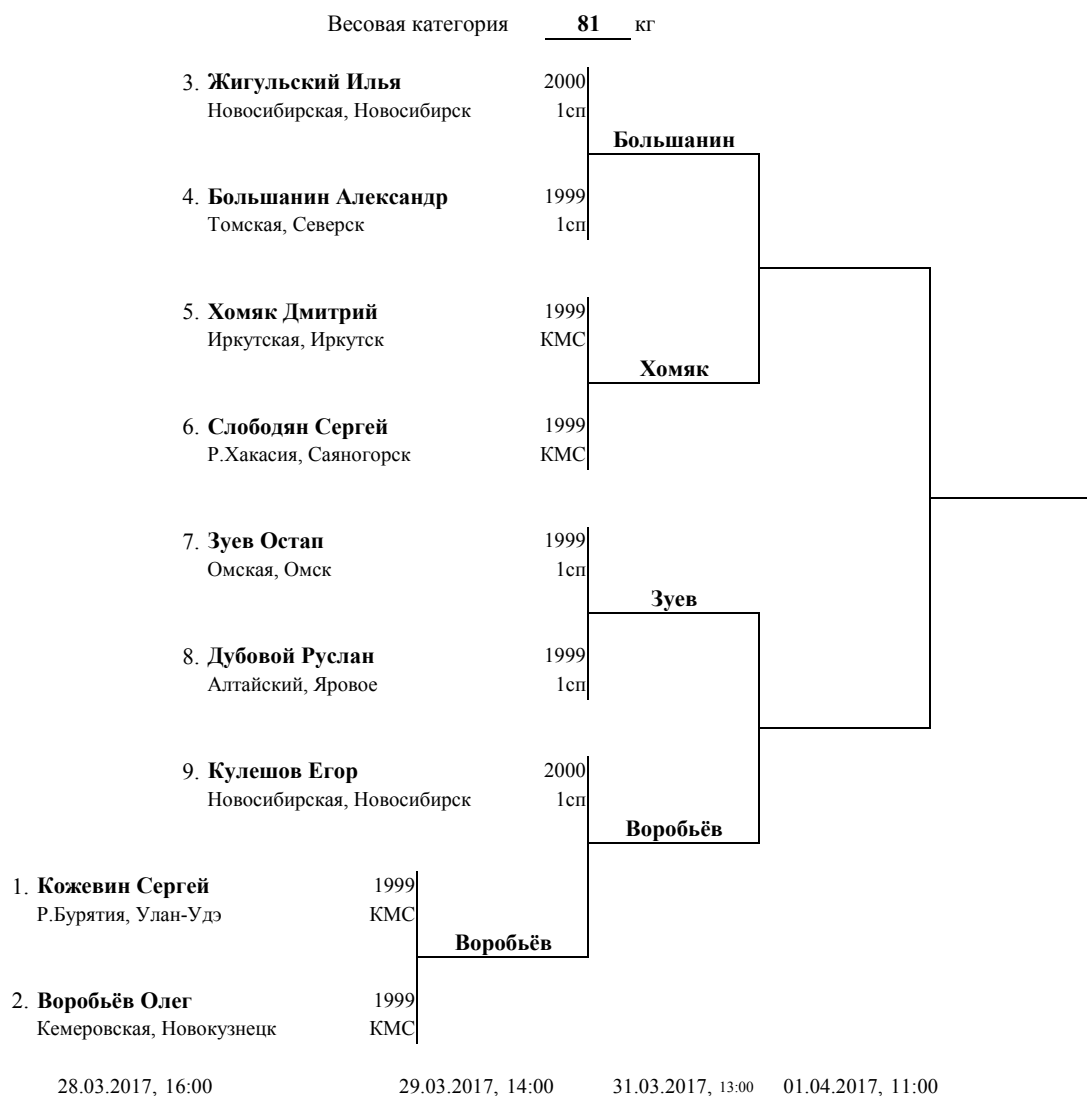 Весовая категория 81 кг
3. Жигульский Илья 2000
Новосибирская, Новосибирск 1сп
Большанин
4. Большанин Александр 1999
Томская, Северск 1сп
5. Хомяк Дмитрий 1999
Иркутская, Иркутск КМС
Хомяк
6. Слободян Сергей 1999
Р.Хакасия, Саяногорск КМС
7. Зуев Остап 1999
Омская, Омск 1сп
Зуев
8. Дубовой Руслан 1999
Алтайский, Яровое 1сп
9. Кулешов Егор 2000
Новосибирская, Новосибирск 1сп
Воробьёв
1. Кожевин Сергей 1999
Р.Бурятия, Улан-Удэ КМС
Воробьёв
2. Воробьёв Олег 1999
Кемеровская, Новокузнецк КМС
28.03.2017, 16:00 29.03.2017, 14:00 31.03.2017, 13:00 01.04.2017, 11:00